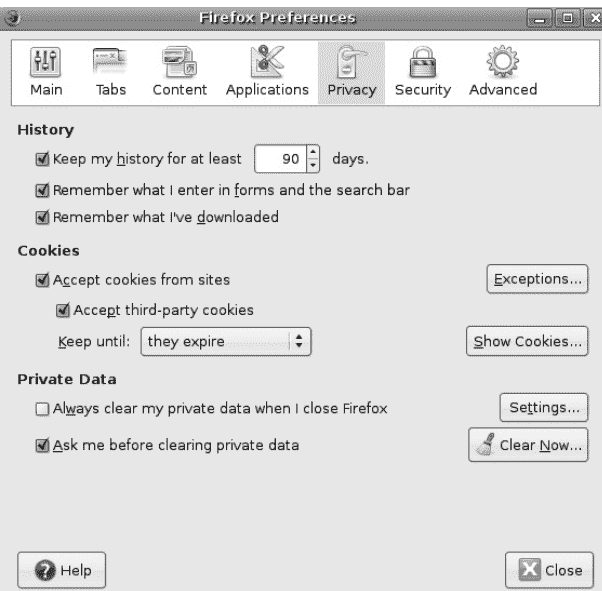 Firefox Preferences
Main Tabs Content Applications Privacy Security Advanced
History
Keep my history for at least 90 days.
Remember what I enter in forms and the search bar
Remember what I've downloaded
Cookies
Accept cookies from sites Exceptions...
Accept third-party cookies
Keep until: they expire Show Cookies...
Private Data
Always clear my private data when I close Firefox Settings...
Ask me before clearing private data Clear Now...
Help Close